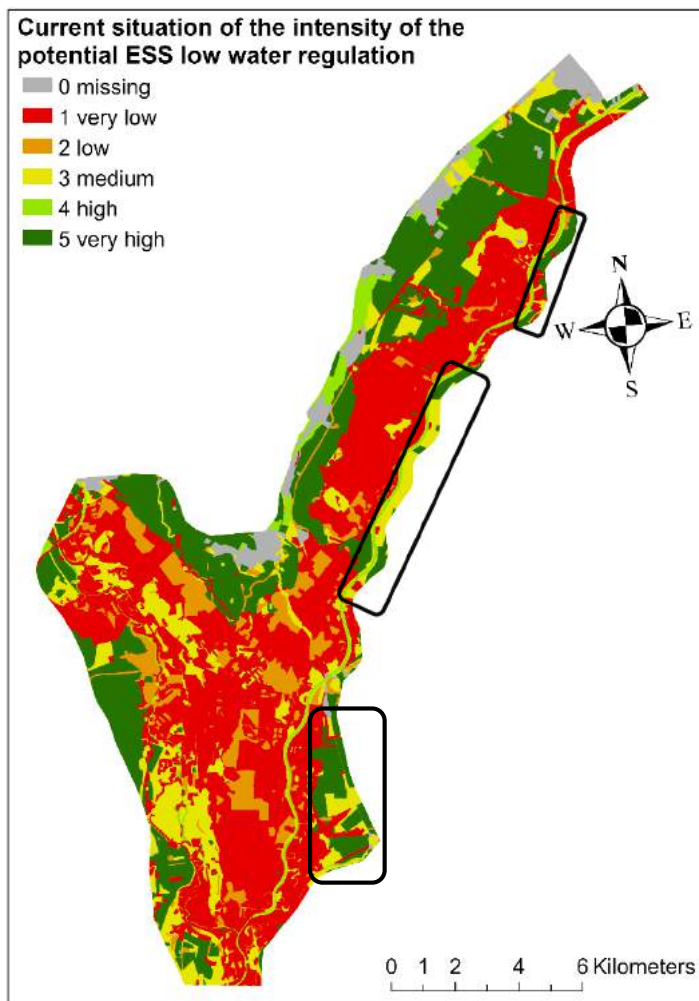 Current situation of the intensity of the
potential ESS low water regulation
0 missing
1 very low
2 low
3 medium
4 high
5 very high
N
W E
S
0 1 2 4 6 Kilometers